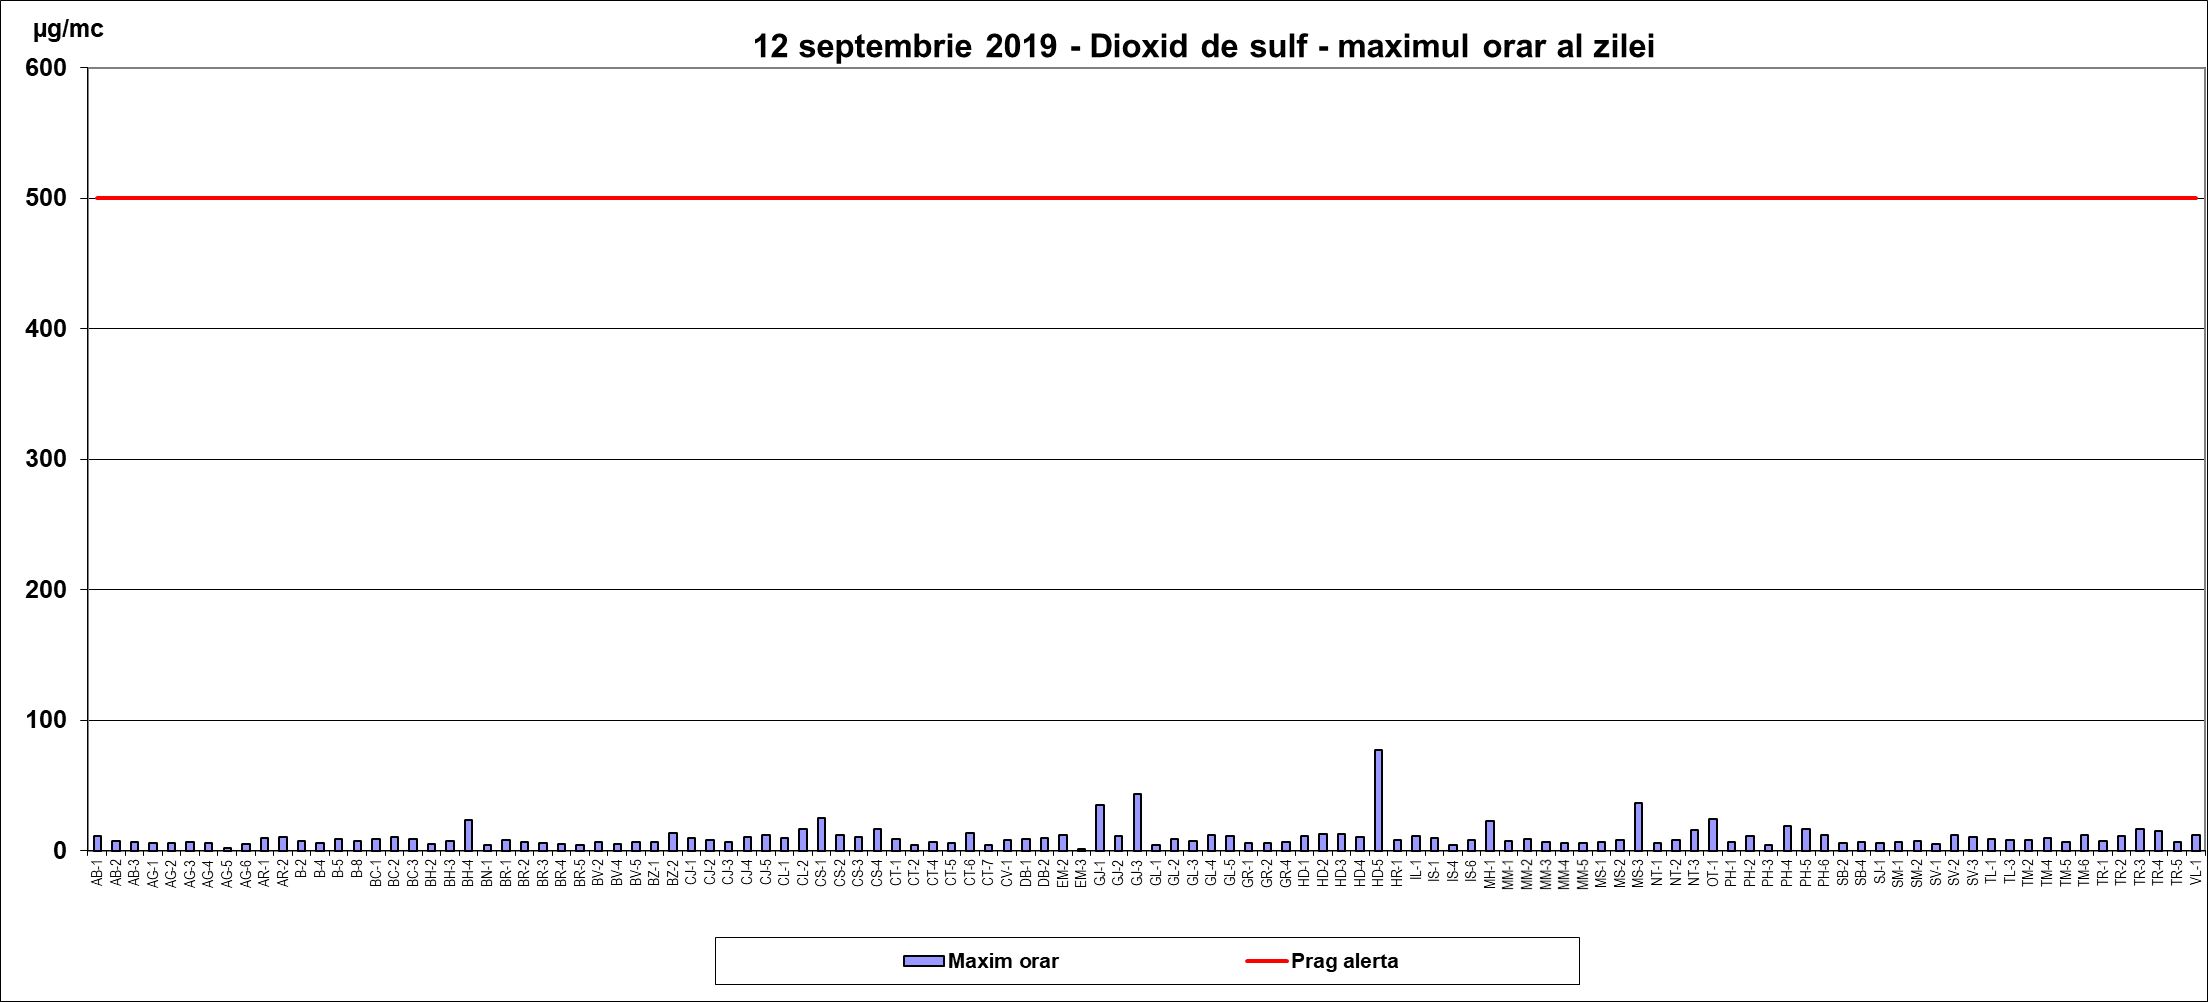 µg/mc
12 septembrie 2019 - Dioxid de sulf - maximul orar al zilei
600
500
400
300
200
100
0
AB-1
AB-2
AB-3
AG-1
AG-2
AG-3
AG-4
AG-5
AG-6
AR-1
AR-2
B-2
B-4
B-5
B-8
BC-1
BC-2
BC-3
BH-2
BH-3
BH-4
BN-1
BR-1
BR-2
BR-3
BR-4
BR-5
BV-2
BV-4
BV-5
BZ-1
BZ-2
CJ-1
CJ-2
CJ-3
CJ-4
CJ-5
CL-1
CL-2
CS-1
CS-2
CS-3
CS-4
CT-1
CT-2
CT-4
CT-5
CT-6
CT-7
CV-1
DB-1
DB-2
EM-2
EM-3
GJ-1
GJ-2
GJ-3
GL-1
GL-2
GL-3
GL-4
GL-5
GR-1
GR-2
GR-4
HD-1
HD-2
HD-3
HD-4
HD-5
HR-1
IL-1
IS-1
IS-4
IS-6
MH-1
MM-1
MM-2
MM-3
MM-4
MM-5
MS-1
MS-2
MS-3
NT-1
NT-2
NT-3
OT-1
PH-1
PH-2
PH-3
PH-4
PH-5
PH-6
SB-2
SB-4
SJ-1
SM-1
SM-2
SV-1
SV-2
SV-3
TL-1
TL-3
TM-2
TM-4
TM-5
TM-6
TR-1
TR-2
TR-3
TR-4
TR-5
VL-1
Maxim orar
Prag alerta